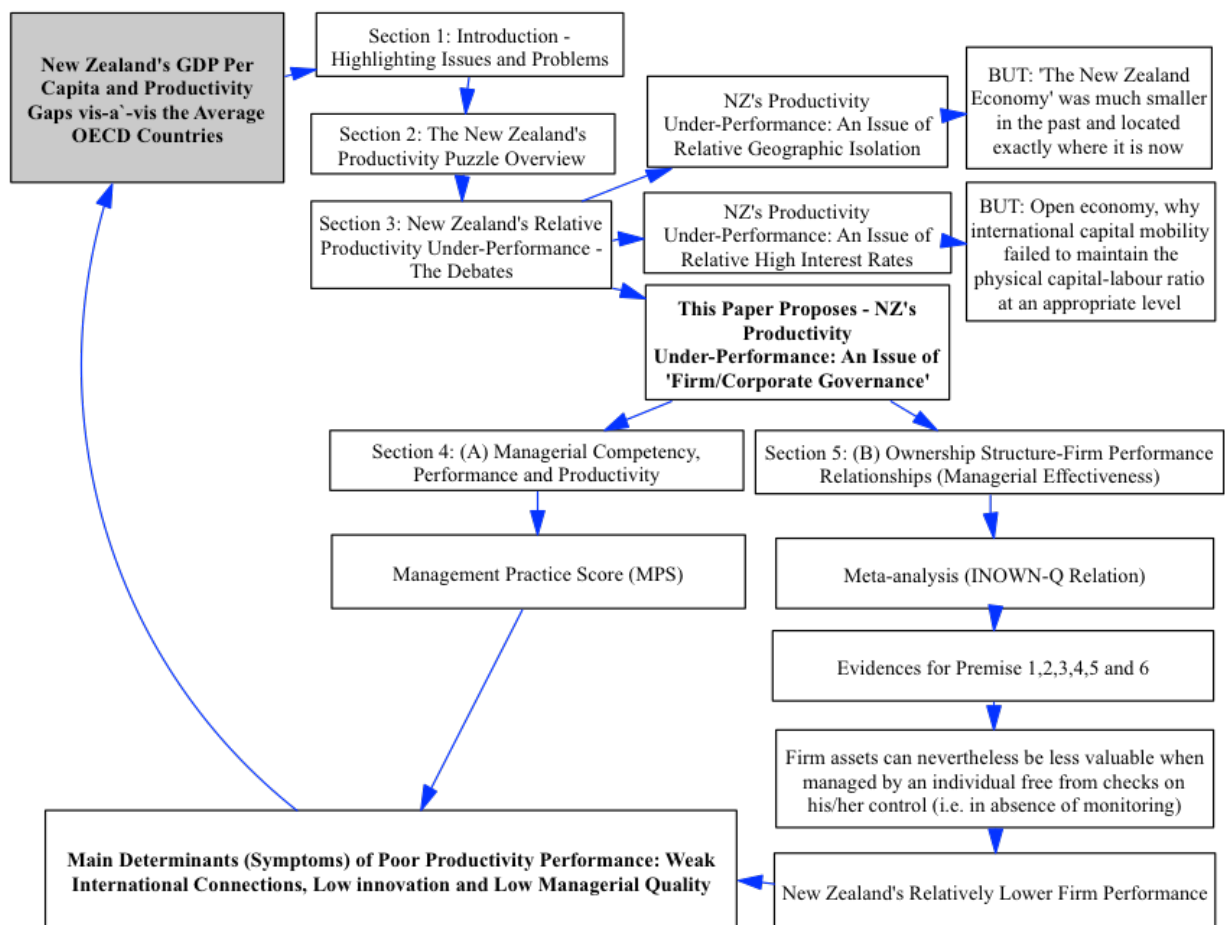 New Zealand's GDP Per
Capita and Productivity
Gaps vis-a`-vis the Average
OECD Countries
Section 1: Introduction -
Highlighting Issues and Problems
Section 2: The New Zealand's
Productivity Puzzle Overview
Section 3: New Zealand's Relative
Productivity Under-Performance -
The Debates
NZ's Productivity
Under-Performance: An Issue of
Relative Geographic Isolation
BUT: 'The New Zealand
Economy' was much smaller
in the past and located
exactly where it is now
NZ's Productivity
Under-Performance: An Issue of
Relative High Interest Rates
BUT: Open economy, why
international capital mobility
failed to maintain the
physical capital-labour ratio
at an appropriate level
This Paper Proposes - NZ's
Productivity
Under-Performance: An Issue of
'Firm/Corporate Governance'
Section 4: (A) Managerial Competency,
Performance and Productivity
Management Practice Score (MPS)
Section 5: (B) Ownership Structure-Firm Performance
Relationships (Managerial Effectiveness)
Meta-analysis (INOWN-Q Relation)
Evidences for Premise 1,2,3,4,5 and 6
Firm assets can nevertheless be less valuable when
managed by an individual free from checks on
his/her control (i.e. in absence of monitoring)
New Zealand's Relatively Lower Firm Performance
Main Determinants (Symptoms) of Poor Productivity Performance: Weak
International Connections, Low innovation and Low Managerial Quality